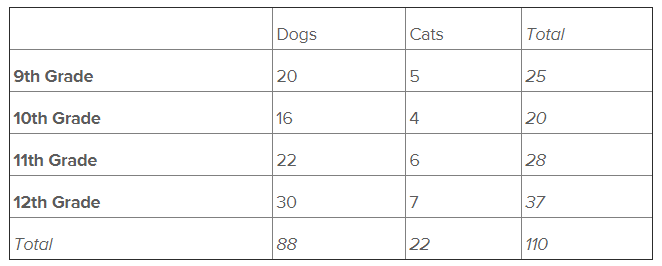 Dogs Cats Total
9th Grade 20 5 25
10th Grade 16 4 20
11th Grade 22 6 28
12th Grade 30 7 37
Total 88 22 110